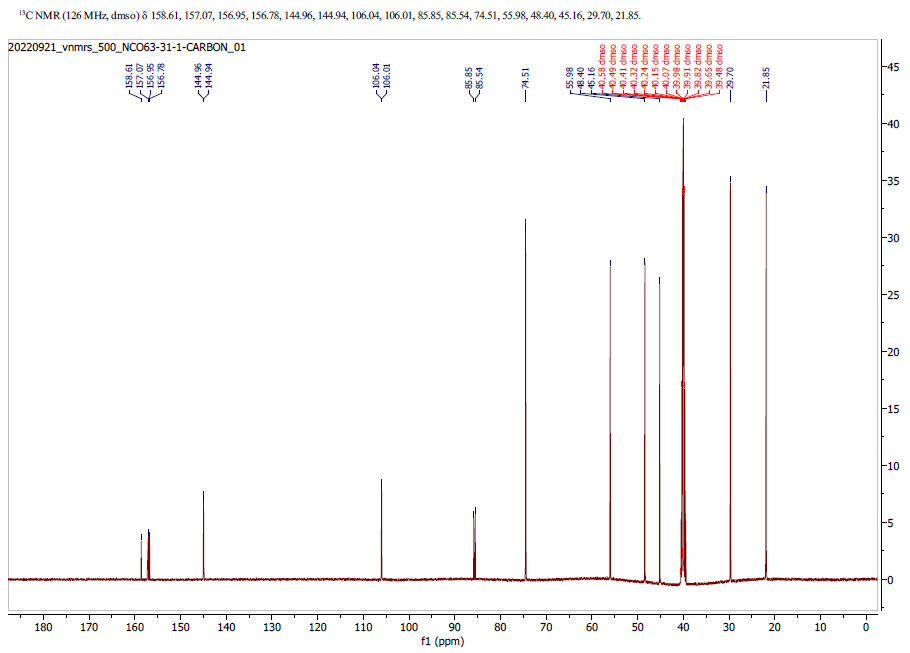 ¹³C NMR (126 MHz, dmso) δ 158.61, 157.07, 156.95, 156.78, 144.96, 144.94, 106.04, 106.01, 85.85, 85.54, 74.51, 55.98, 48.40, 45.16, 29.70, 21.85.
20220921_vnmrs_500_NCO63-31-1-CARBON_01
158.61
157.07
156.95
156.78
144.96
144.94
106.04
106.01
85.85
85.54
74.51
55.98
48.40
45.16
40.58 dmso
40.49 dmso
40.41 dmso
40.32 dmso
40.24 dmso
40.15 dmso
40.07 dmso
39.98 dmso
39.91 dmso
39.82 dmso
39.65 dmso
39.48 dmso
29.70
21.85
45
40
35
30
25
20
15
10
5
0
180 170 160 150 140 130 120 110 100 90 80 70 60 50 40 30 20 10 0
f1 (ppm)